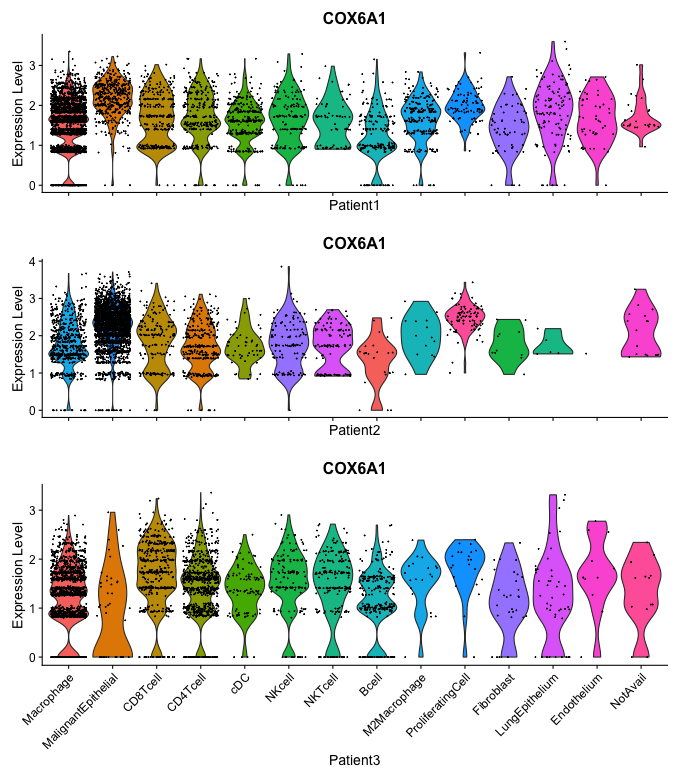 COX6A1
Expression Level
3
2
1
0
Patient1
COX6A1
Expression Level
4
3
2
1
0
Patient2
COX6A1
Expression Level
3
2
1
0
Macrophage
MalignantEpithelial
CD8Tcell
CD4Tcell
cDC
NKcell
NKTcell
Bcell
M2Macrophage
ProliferatingCell
Fibroblast
LungEpithelium
Endothelium
NotAvail
Patient3